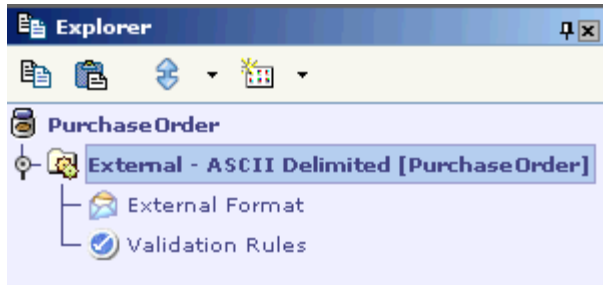 Explorer
PurchaseOrder
External - ASCII Delimited [PurchaseOrder]
External Format
Validation Rules